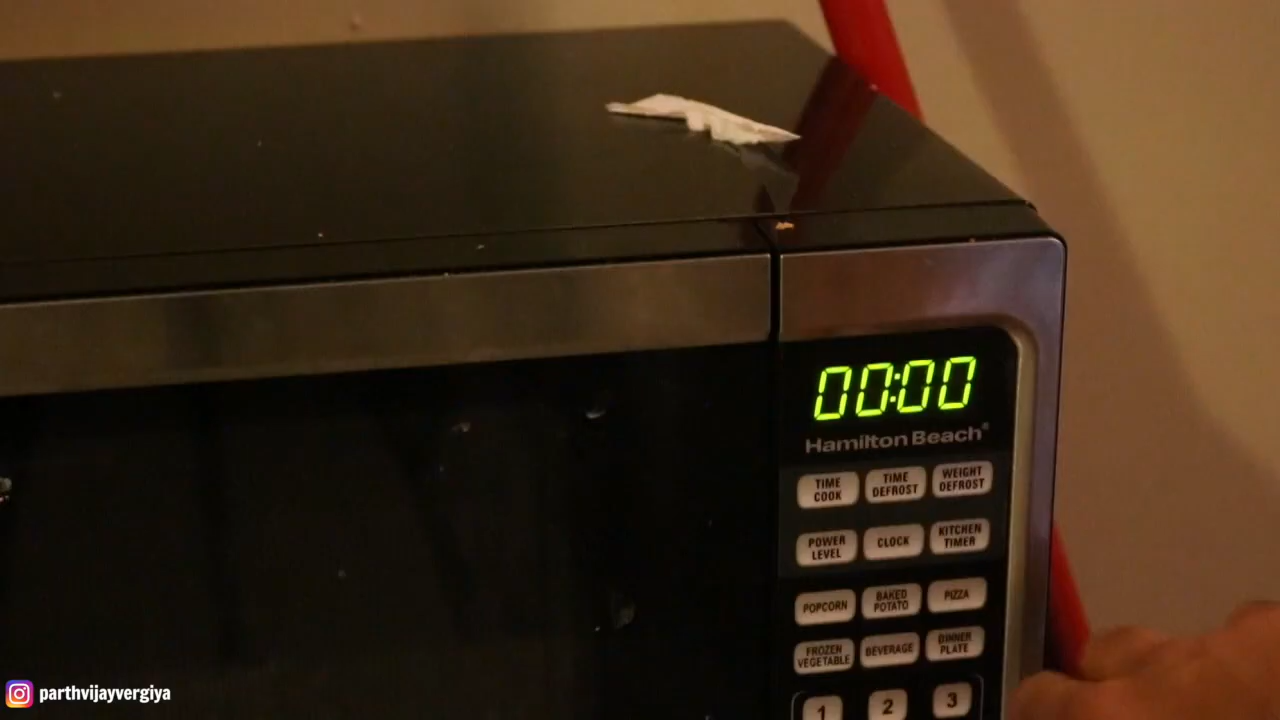 00:00
Hamilton Beach®
TIME COOK
TIME DEFROST
WEIGHT DEFROST
POWER LEVEL
CLOCK
KITCHEN TIMER
POPCORN
BAKED POTATO
PIZZA
FROZEN VEGETABLE
BEVERAGE
DINNER PLATE
1 2 3
parthvijayvergiya